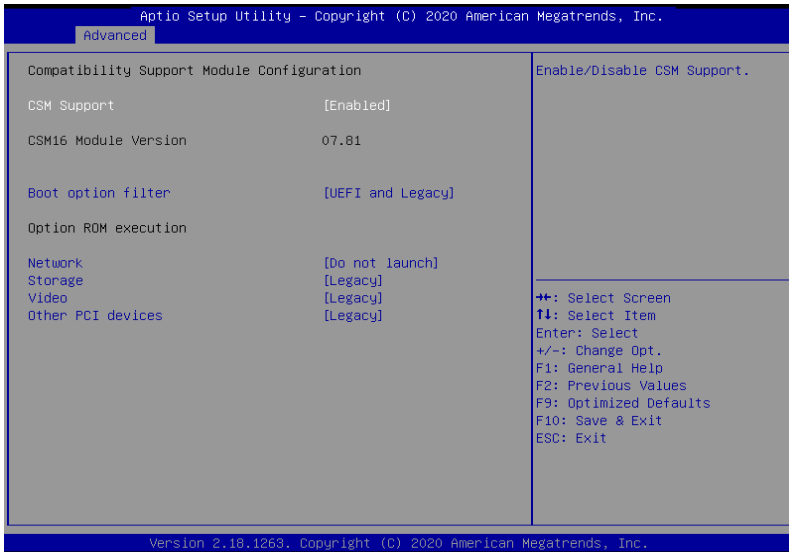 Aptio Setup Utility – Copyright (C) 2020 American Megatrends, Inc.
Advanced
Compatibility Support Module Configuration
CSM Support [Enabled]
CSM16 Module Version 07.81
Boot option filter [UEFI and Legacy]
Option ROM execution
Network [Do not launch]
Storage [Legacy]
Video [Legacy]
Other PCI devices [Legacy]
Enable/Disable CSM Support.
→←: Select Screen
↑↓: Select Item
Enter: Select
+/-: Change Opt.
F1: General Help
F2: Previous Values
F9: Optimized Defaults
F10: Save & Exit
ESC: Exit
Version 2.18.1263. Copyright (C) 2020 American Megatrends, Inc.